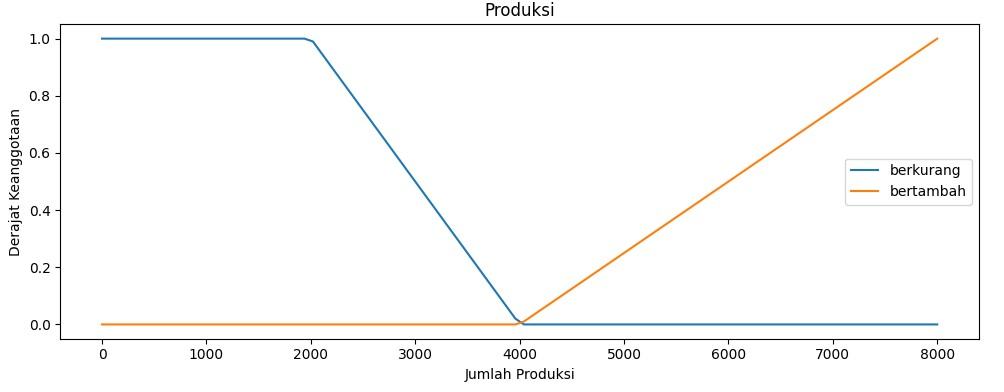 Produksi
1.0
0.8
0.6
0.4
0.2
0.0
Derajat Keanggotaan
berkurang
bertambah
0 1000 2000 3000 4000 5000 6000 7000 8000
Jumlah Produksi